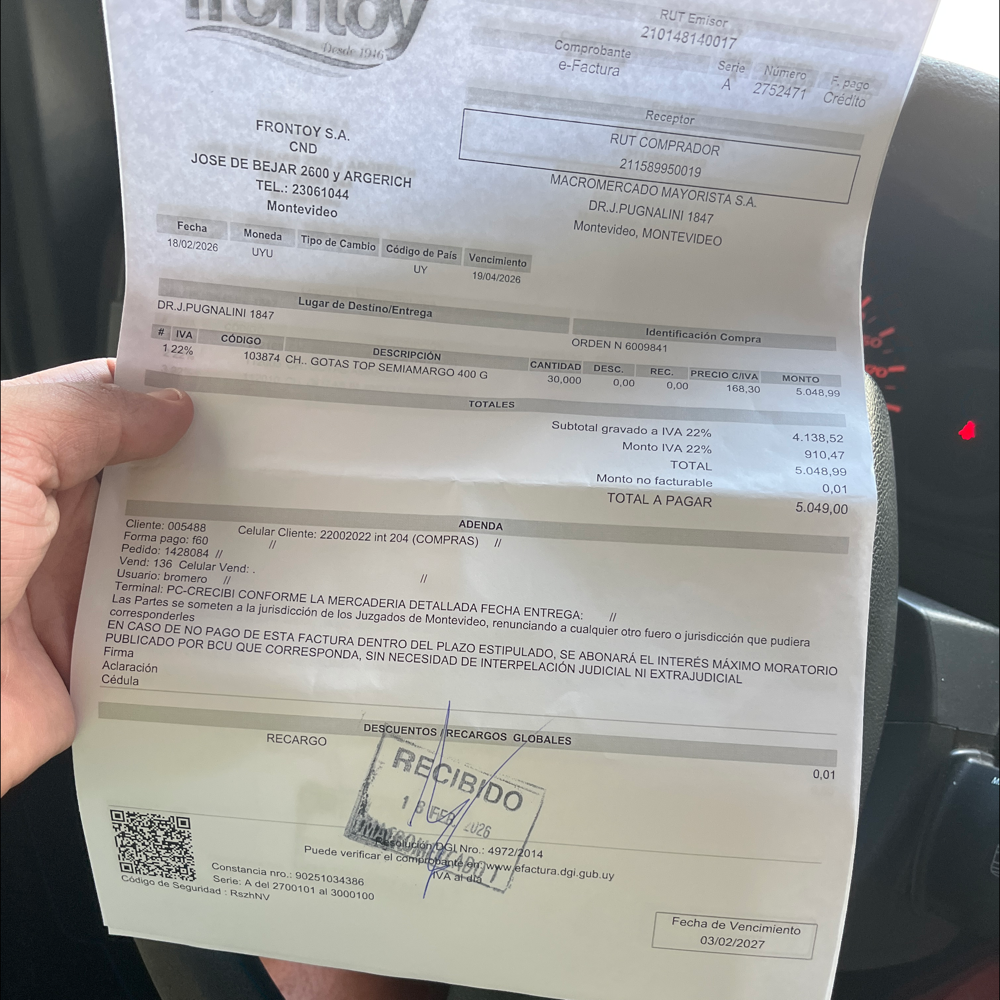 frontoy
Desde 1946
RUT Emisor
210148140017
Comprobante Serie Número F. pago
e-Factura A 2752471 Crédito
Receptor
RUT COMPRADOR
211589950019
MACROMERCADO MAYORISTA S.A.
DR.J.PUGNALINI 1847
Montevideo, MONTEVIDEO
FRONTOY S.A.
CND
JOSE DE BEJAR 2600 y ARGERICH
TEL.: 23061044
Montevideo
Fecha Moneda Tipo de Cambio Código de País Vencimiento
18/02/2026 UYU UY 19/04/2026
Lugar de Destino/Entrega Identificación Compra
DR.J.PUGNALINI 1847 ORDEN N 6009841
# IVA CÓDIGO DESCRIPCIÓN CANTIDAD DESC. REC. PRECIO C/IVA MONTO
1 22% 103874 CH.. GOTAS TOP SEMIAMARGO 400 G 30,000 0,00 0,00 168,30 5.048,99
TOTALES
Subtotal gravado a IVA 22% 4.138,52
Monto IVA 22% 910,47
TOTAL 5.048,99
Monto no facturable 0,01
TOTAL A PAGAR 5.049,00
ADENDA
Cliente: 005488 Celular Cliente: 22002022 int 204 (COMPRAS) //
Forma pago: f60 //
Pedido: 1428084 //
Vend: 136 Celular Vend: . //
Usuario: bromero //
Terminal: PC-CRECIBI CONFORME LA MERCADERIA DETALLADA FECHA ENTREGA: //
Las Partes se someten a la jurisdicción de los Juzgados de Montevideo, renunciando a cualquier otro fuero o jurisdicción que pudiera
corresponderles
EN CASO DE NO PAGO DE ESTA FACTURA DENTRO DEL PLAZO ESTIPULADO, SE ABONARÁ EL INTERÉS MÁXIMO MORATORIO
PUBLICADO POR BCU QUE CORRESPONDA, SIN NECESIDAD DE INTERPELACIÓN JUDICIAL NI EXTRAJUDICIAL
Firma
Aclaración
Cédula
DESCUENTOS / RECARGOS GLOBALES
RECARGO 0,01
RECIBIDO
18 FEB 2026
MACROMERCADO
Resolución DGI Nro.: 4972/2014
Puede verificar el comprobante en: www.efactura.dgi.gub.uy
IVA al día
Constancia nro.: 90251034386
Serie: A del 2700101 al 3000100
Código de Seguridad : RszhNV
Fecha de Vencimiento
03/02/2027